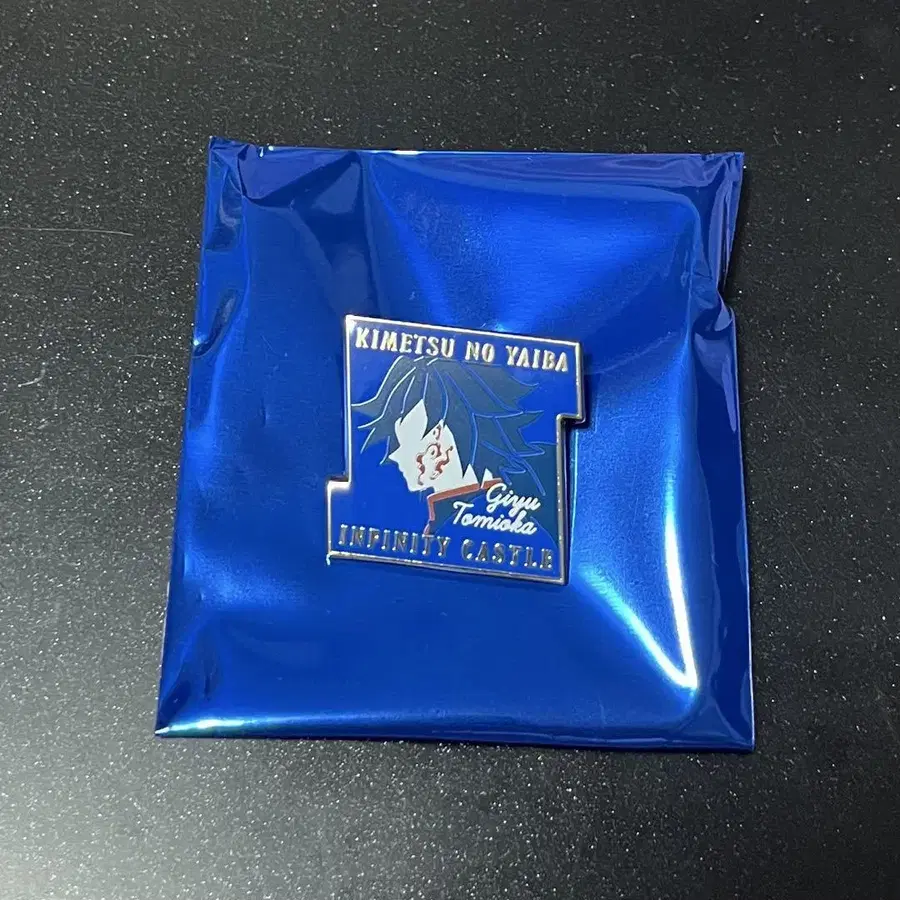 KIMETSU NO YAIBA
Giyu
Tomioka
INFINITY CASTLE